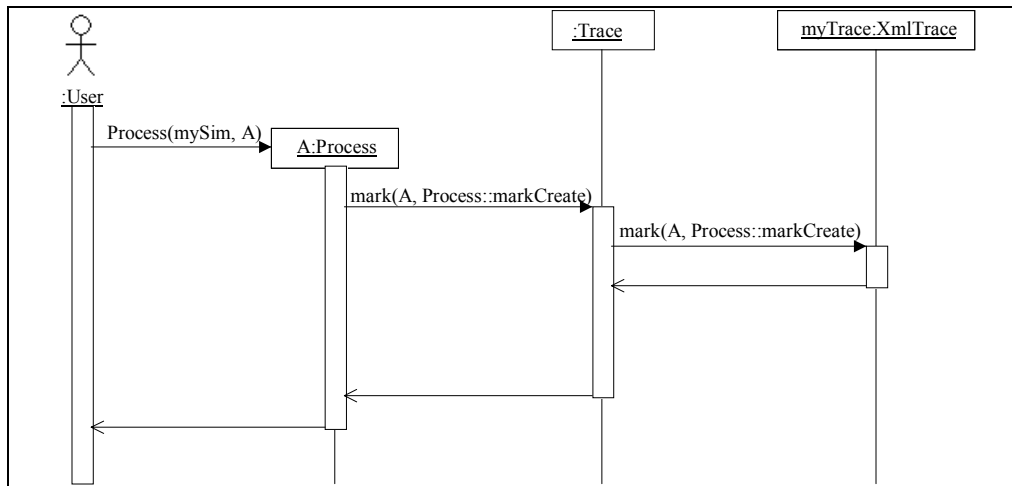 :Trace
myTrace:XmlTrace
:User
Process(mySim, A)
A:Process
mark(A, Process::markCreate)
mark(A, Process::markCreate)